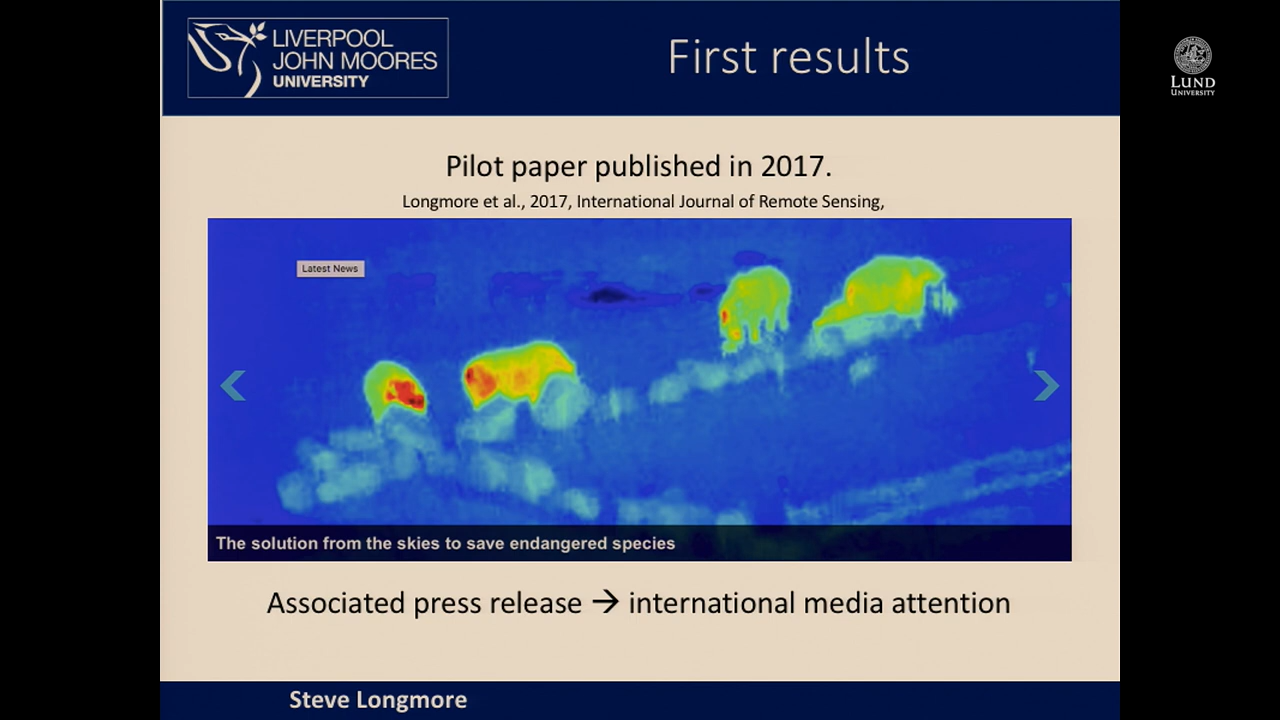 LIVERPOOL
JOHN MOORES
UNIVERSITY
First results
LUND
UNIVERSITY
Pilot paper published in 2017.
Longmore et al., 2017, International Journal of Remote Sensing,
Latest News
The solution from the skies to save endangered species
Associated press release → international media attention
Steve Longmore